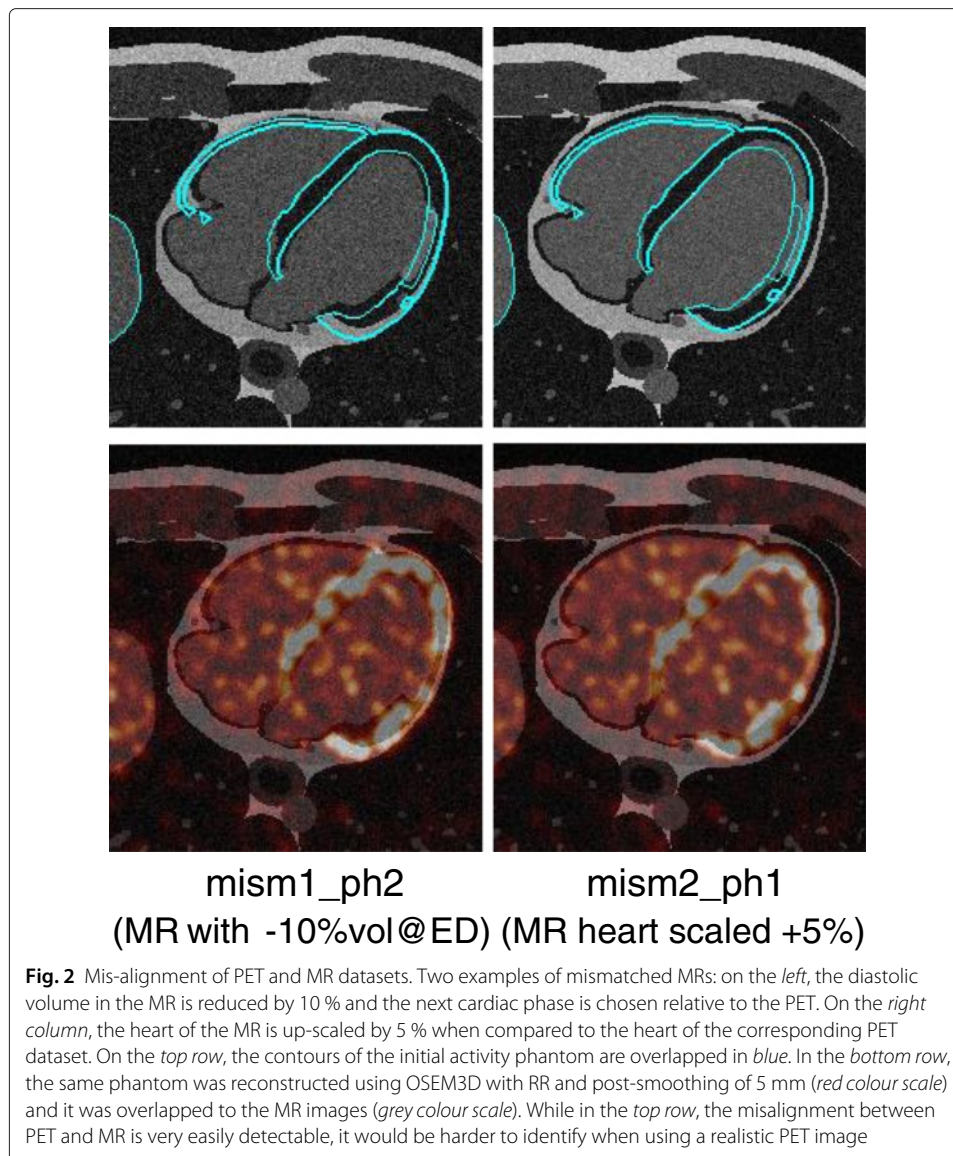 mism1_ph2
(MR with -10%vol@ED)
mism2_ph1
(MR heart scaled +5%)
Fig. 2 Mis-alignment of PET and MR datasets. Two examples of mismatched MRs: on the left, the diastolic
volume in the MR is reduced by 10 % and the next cardiac phase is chosen relative to the PET. On the right
column, the heart of the MR is up-scaled by 5 % when compared to the heart of the corresponding PET
dataset. On the top row, the contours of the initial activity phantom are overlapped in blue. In the bottom row,
the same phantom was reconstructed using OSEM3D with RR and post-smoothing of 5 mm (red colour scale)
and it was overlapped to the MR images (grey colour scale). While in the top row, the misalignment between
PET and MR is very easily detectable, it would be harder to identify when using a realistic PET image